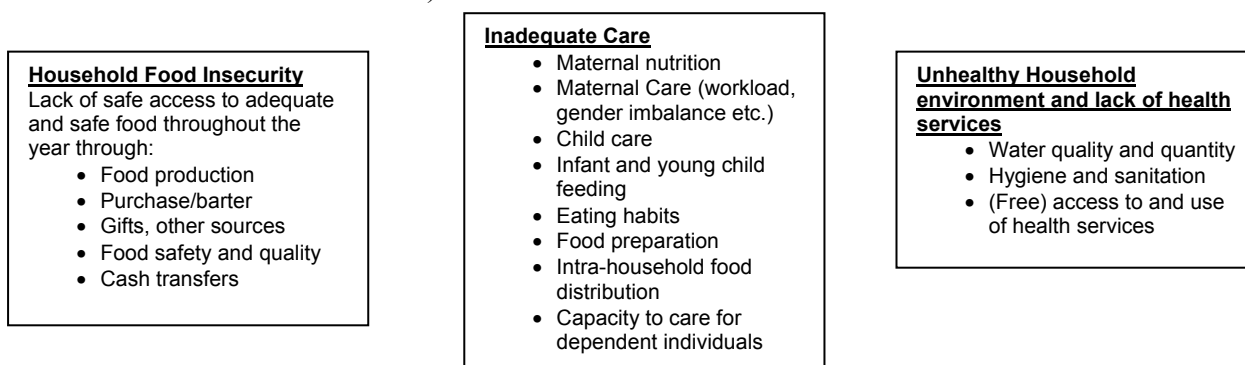 )
Household Food Insecurity
Lack of safe access to adequate
and safe food throughout the
year through:
• Food production
• Purchase/barter
• Gifts, other sources
• Food safety and quality
• Cash transfers
Inadequate Care
• Maternal nutrition
• Maternal Care (workload,
gender imbalance etc.)
• Child care
• Infant and young child
feeding
• Eating habits
• Food preparation
• Intra-household food
distribution
• Capacity to care for
dependent individuals
Unhealthy Household
environment and lack of health
services
• Water quality and quantity
• Hygiene and sanitation
• (Free) access to and use
of health services